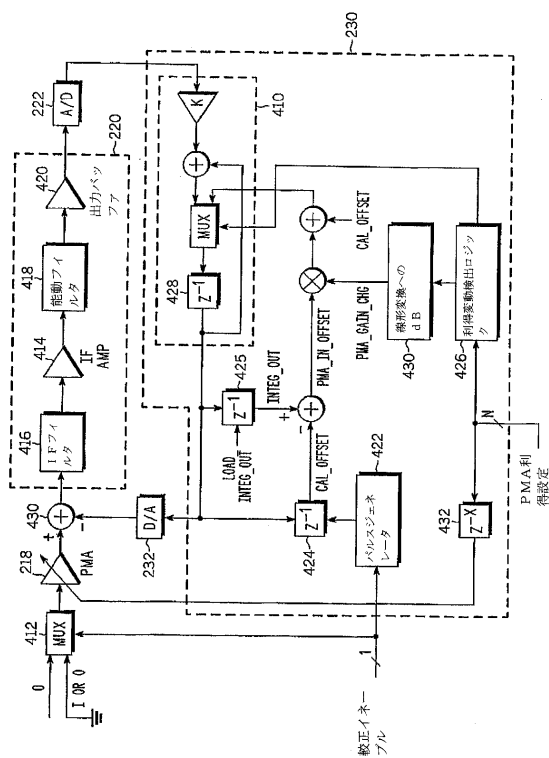 0
I OR 0
412
MUX
218
PMA
430
+
-
416
IFフィ
ルタ
414
IF
AMP
418
能動フィ
ルタ
420
出力バッ
ファ
220
222
A/D
230
232
D/A
410
K
+
MUX
428
z-1
425
z-1
LOAD
INTEG_OUT
INTEG_OUT
+
-
PMA_IN_OFFSET
CAL_OFFSET
424
z-1
422
パルスジェネ
レータ
+
CAL_OFFSET
PMA_GAIN_CHG
430
線形変換への
dB
426
利得変動検出ロジッ
ク
432
z-X
N
PMA利
得設定
1
較正イネー
ブル